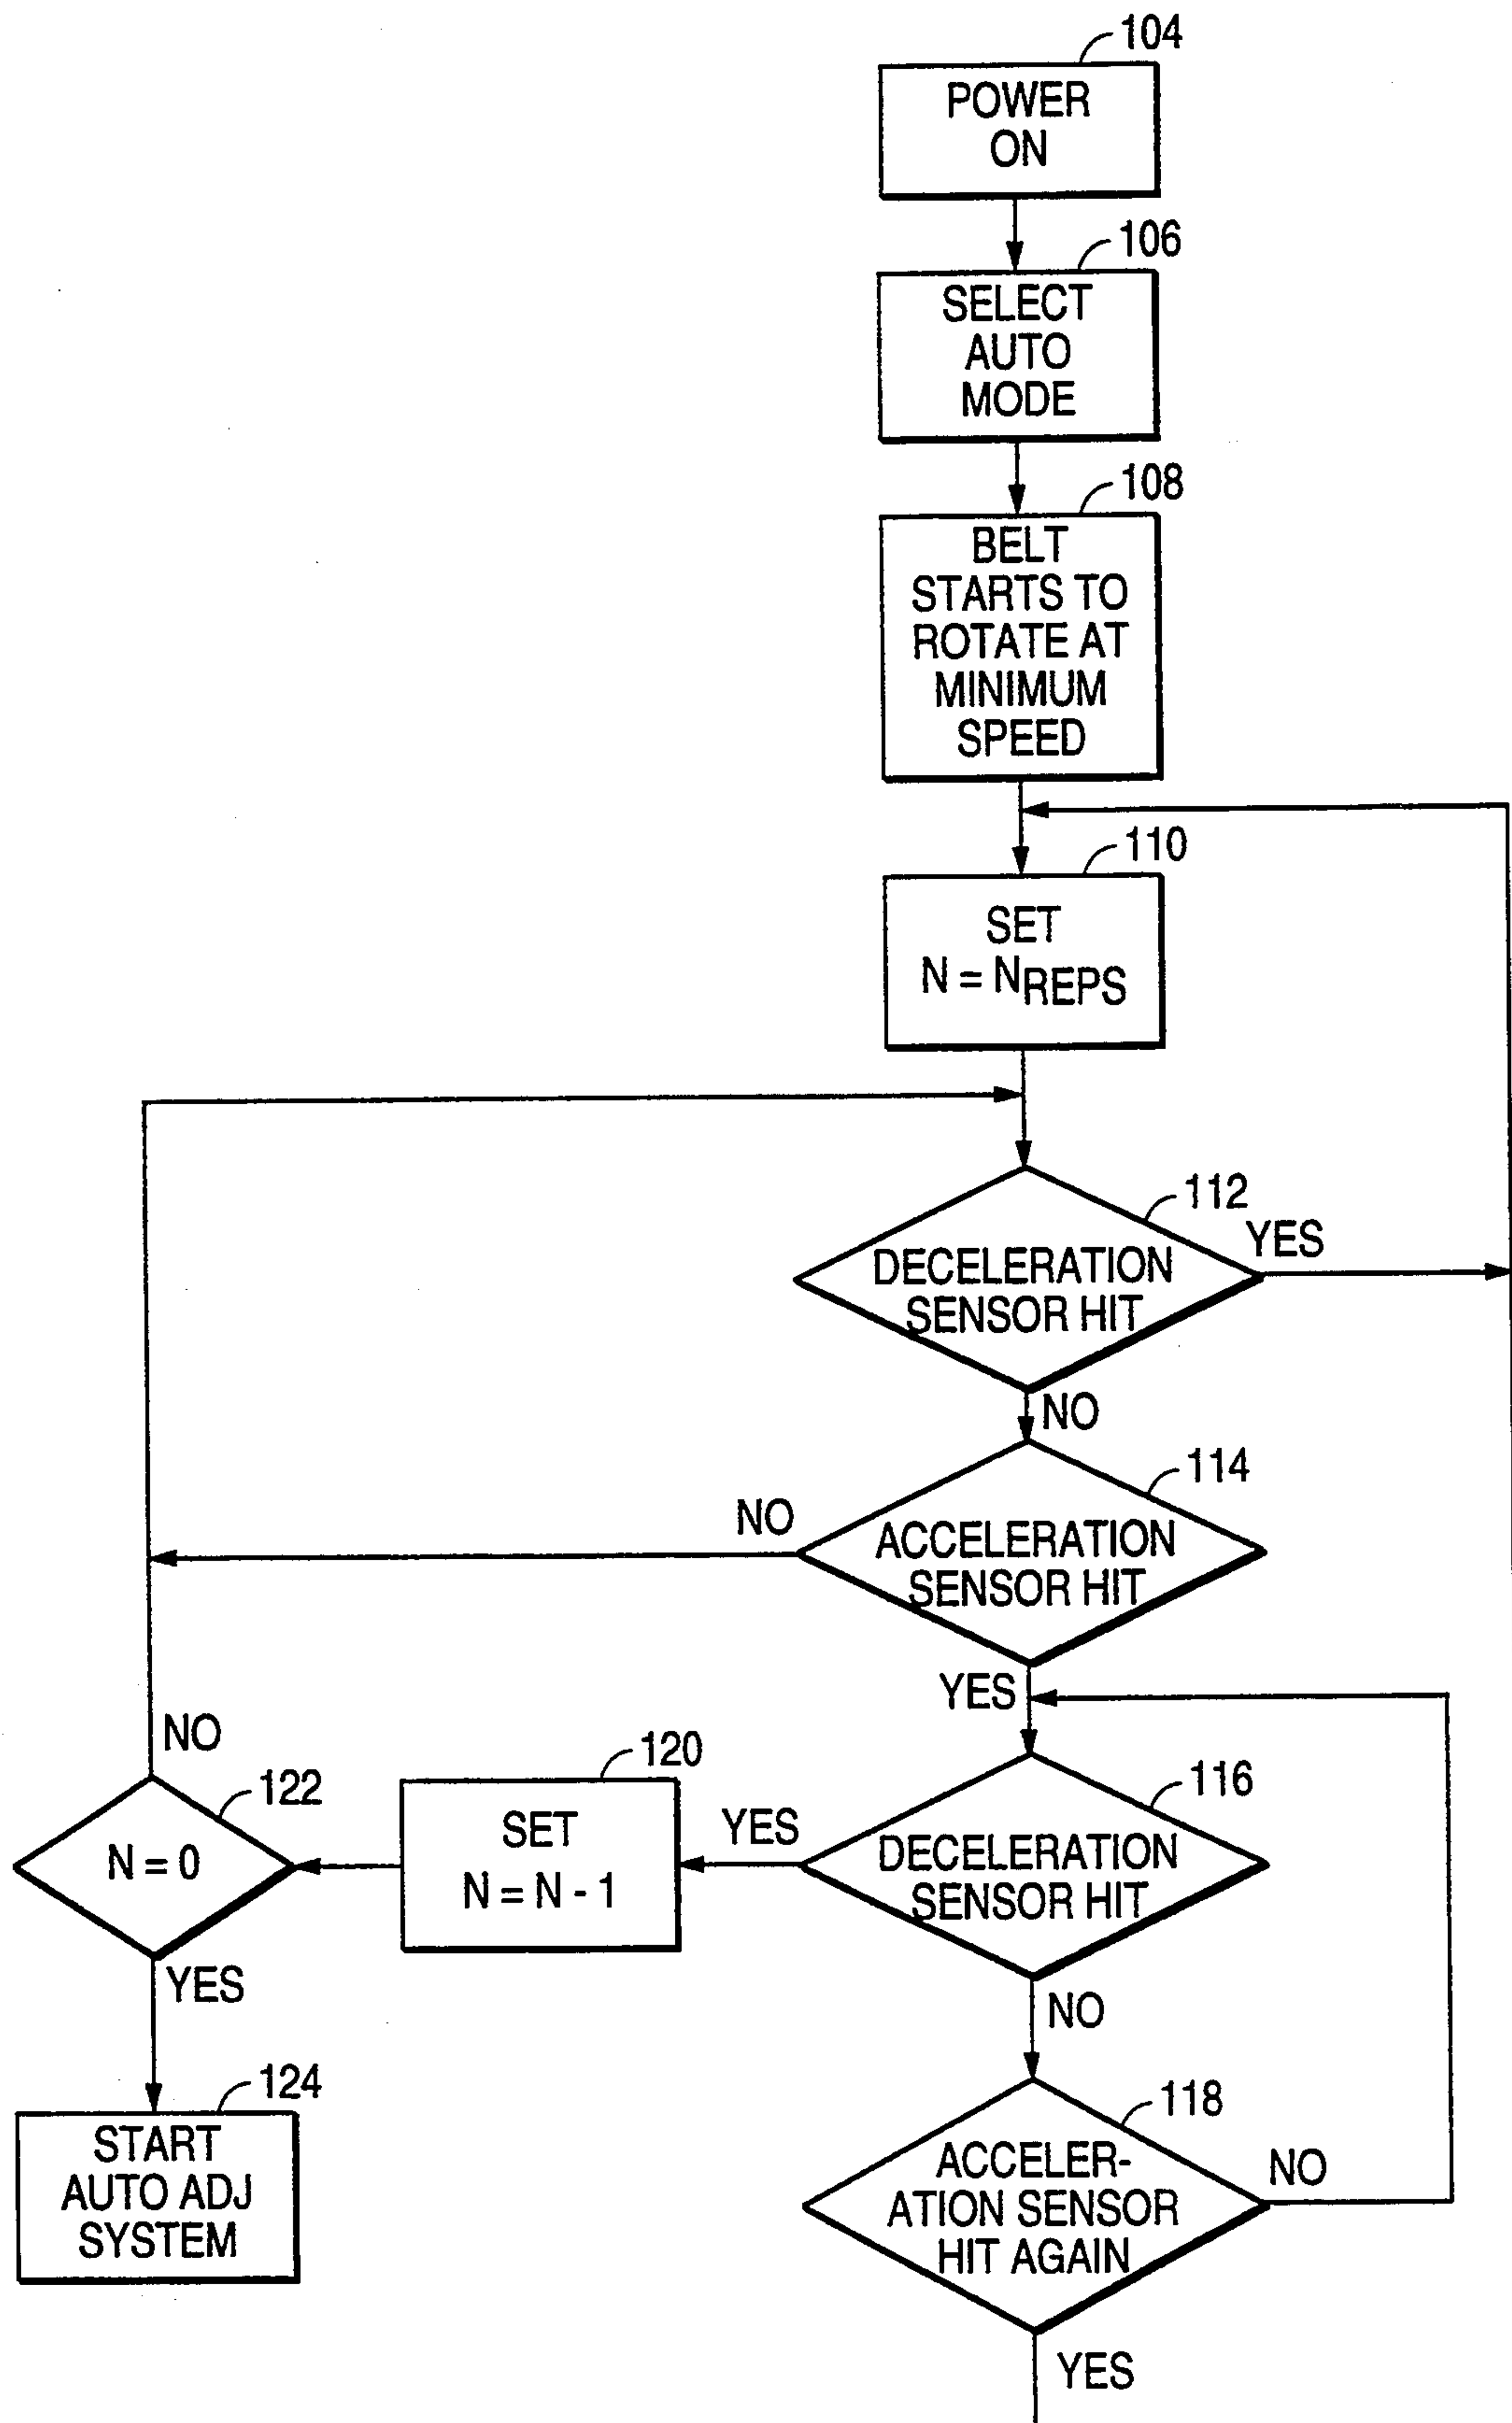 104
POWER
ON
106
SELECT
AUTO
MODE
108
BELT
STARTS TO
ROTATE AT
MINIMUM
SPEED
110
SET
N = NREPS
112
DECELERATION
SENSOR HIT
YES
NO
114
ACCELERATION
SENSOR HIT
NO
YES
116
DECELERATION
SENSOR HIT
YES
NO
120
SET
N = N - 1
122
N = 0
NO
YES
124
START
AUTO ADJ
SYSTEM
118
ACCELER-
ATION SENSOR
HIT AGAIN
NO
YES